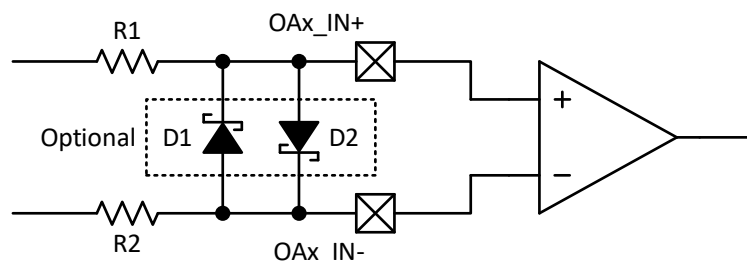 R1
OAx_IN+
Optional
D1
D2
+
−
R2
OAx_IN-